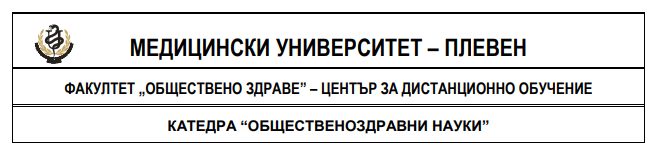 МЕДИЦИНСКИ УНИВЕРСИТЕТ – ПЛЕВЕН
ФАКУЛТЕТ „ОБЩЕСТВЕНО ЗДРАВЕ” – ЦЕНТЪР ЗА ДИСТАНЦИОННО ОБУЧЕНИЕ
КАТЕДРА “ОБЩЕСТВЕНОЗДРАВНИ НАУКИ”